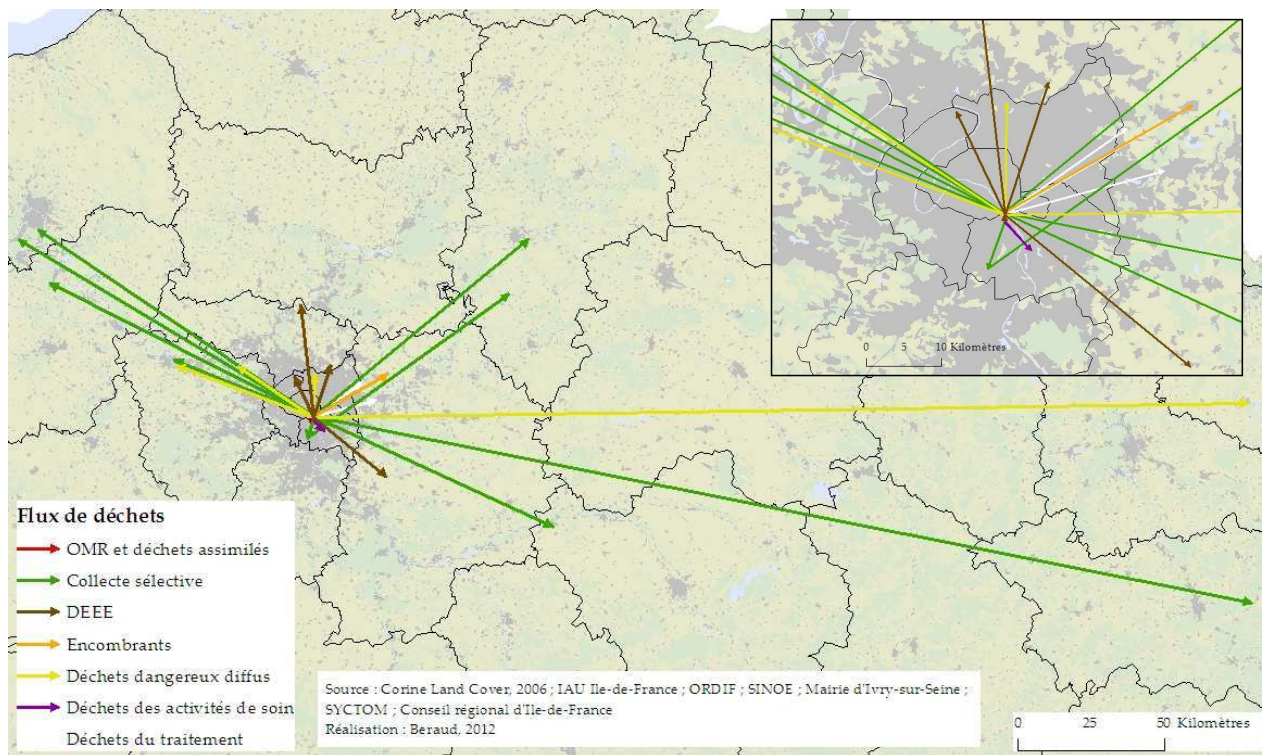 0 5 10 Kilomètres
Flux de déchets
OMR et déchets assimilés
Collecte sélective
DEEE
Encombrants
Déchets dangereux diffus
Déchets des activités de soin
Déchets du traitement
Source : Corine Land Cover, 2006 ; IAU Ile-de-France ; ORDIF ; SINOE ; Mairie d'Ivry-sur-Seine ;
SYCTOM ; Conseil régional d'Ile-de-France
Réalisation : Beraud, 2012
0 25 50 Kilomètres